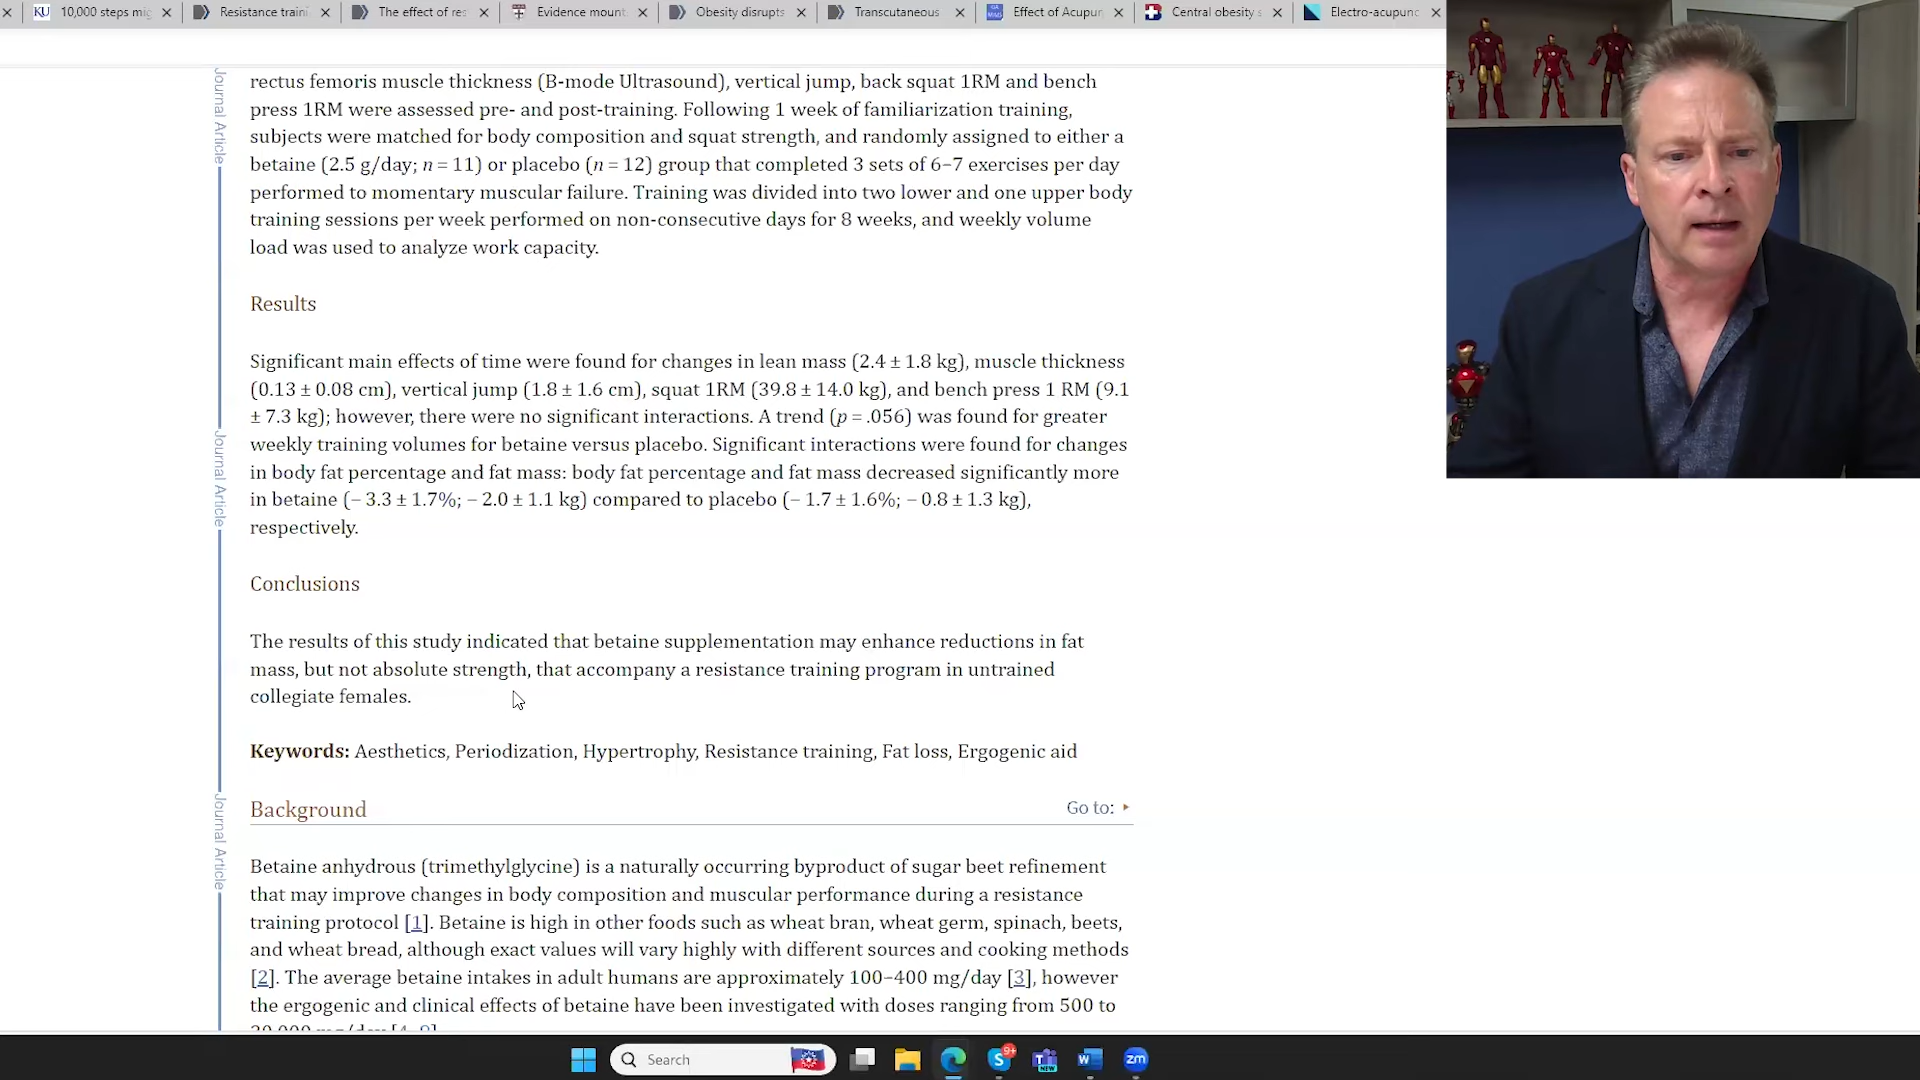 KU 10,000 steps mig
Resistance traini
The effect of res
Evidence mount
Obesity disrupts
Transcutaneous
Effect of Acupun
Central obesity s
Electro-acupunc
rectus femoris muscle thickness (B-mode Ultrasound), vertical jump, back squat 1RM and bench
press 1RM were assessed pre- and post-training. Following 1 week of familiarization training,
subjects were matched for body composition and squat strength, and randomly assigned to either a
betaine (2.5 g/day; n = 11) or placebo (n = 12) group that completed 3 sets of 6–7 exercises per day
performed to momentary muscular failure. Training was divided into two lower and one upper body
training sessions per week performed on non-consecutive days for 8 weeks, and weekly volume
load was used to analyze work capacity.
Results
Significant main effects of time were found for changes in lean mass (2.4 ± 1.8 kg), muscle thickness
(0.13 ± 0.08 cm), vertical jump (1.8 ± 1.6 cm), squat 1RM (39.8 ± 14.0 kg), and bench press 1 RM (9.1
± 7.3 kg); however, there were no significant interactions. A trend (p = .056) was found for greater
weekly training volumes for betaine versus placebo. Significant interactions were found for changes
in body fat percentage and fat mass: body fat percentage and fat mass decreased significantly more
in betaine (− 3.3 ± 1.7%; − 2.0 ± 1.1 kg) compared to placebo (− 1.7 ± 1.6%; − 0.8 ± 1.3 kg),
respectively.
Conclusions
The results of this study indicated that betaine supplementation may enhance reductions in fat
mass, but not absolute strength, that accompany a resistance training program in untrained
collegiate females.
Keywords: Aesthetics, Periodization, Hypertrophy, Resistance training, Fat loss, Ergogenic aid
Background
Go to:
Betaine anhydrous (trimethylglycine) is a naturally occurring byproduct of sugar beet refinement
that may improve changes in body composition and muscular performance during a resistance
training protocol [1]. Betaine is high in other foods such as wheat bran, wheat germ, spinach, beets,
and wheat bread, although exact values will vary highly with different sources and cooking methods
[2]. The average betaine intakes in adult humans are approximately 100–400 mg/day [3], however
the ergogenic and clinical effects of betaine have been investigated with doses ranging from 500 to
Journal Article
Journal Article
Journal Article
Search
9+
NEW
zm